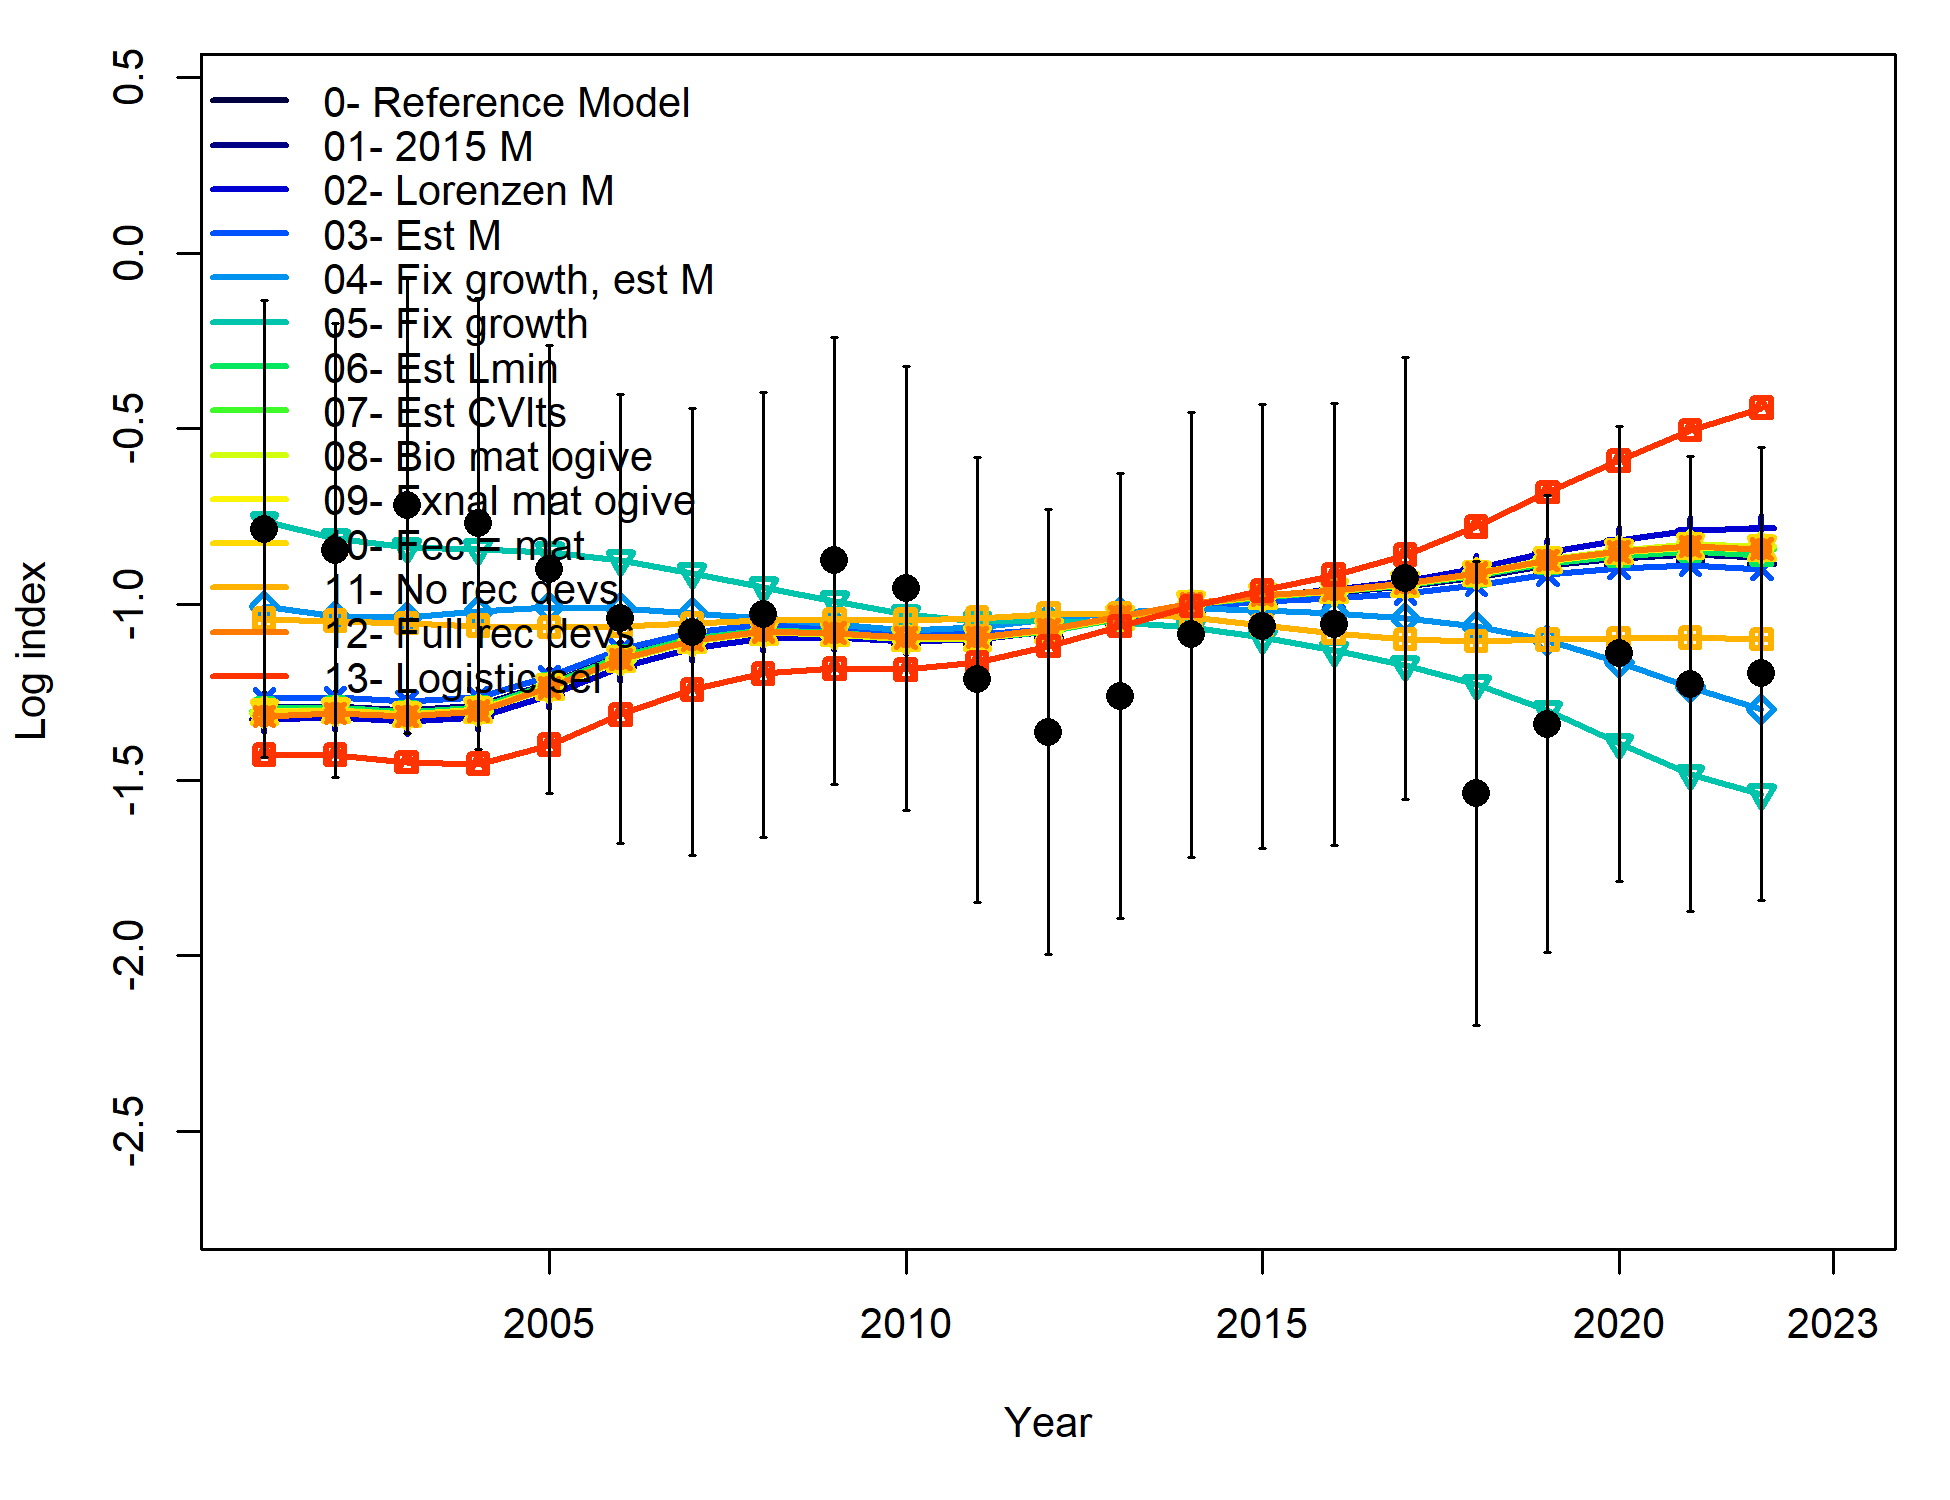 0.5
0.0
-0.5
-1.0
-1.5
-2.0
-2.5
Log index
0- Reference Model
01- 2015 M
02- Lorenzen M
03- Est M
04- Fix growth, est M
05- Fix growth
06- Est Lmin
07- Est CVlts
08- Bio mat ogive
09- Exnal mat ogive
10- Fec = mat
11- No rec devs
12- Full rec devs
13- Logistic sel
2005
2010
2015
2020
2023
Year